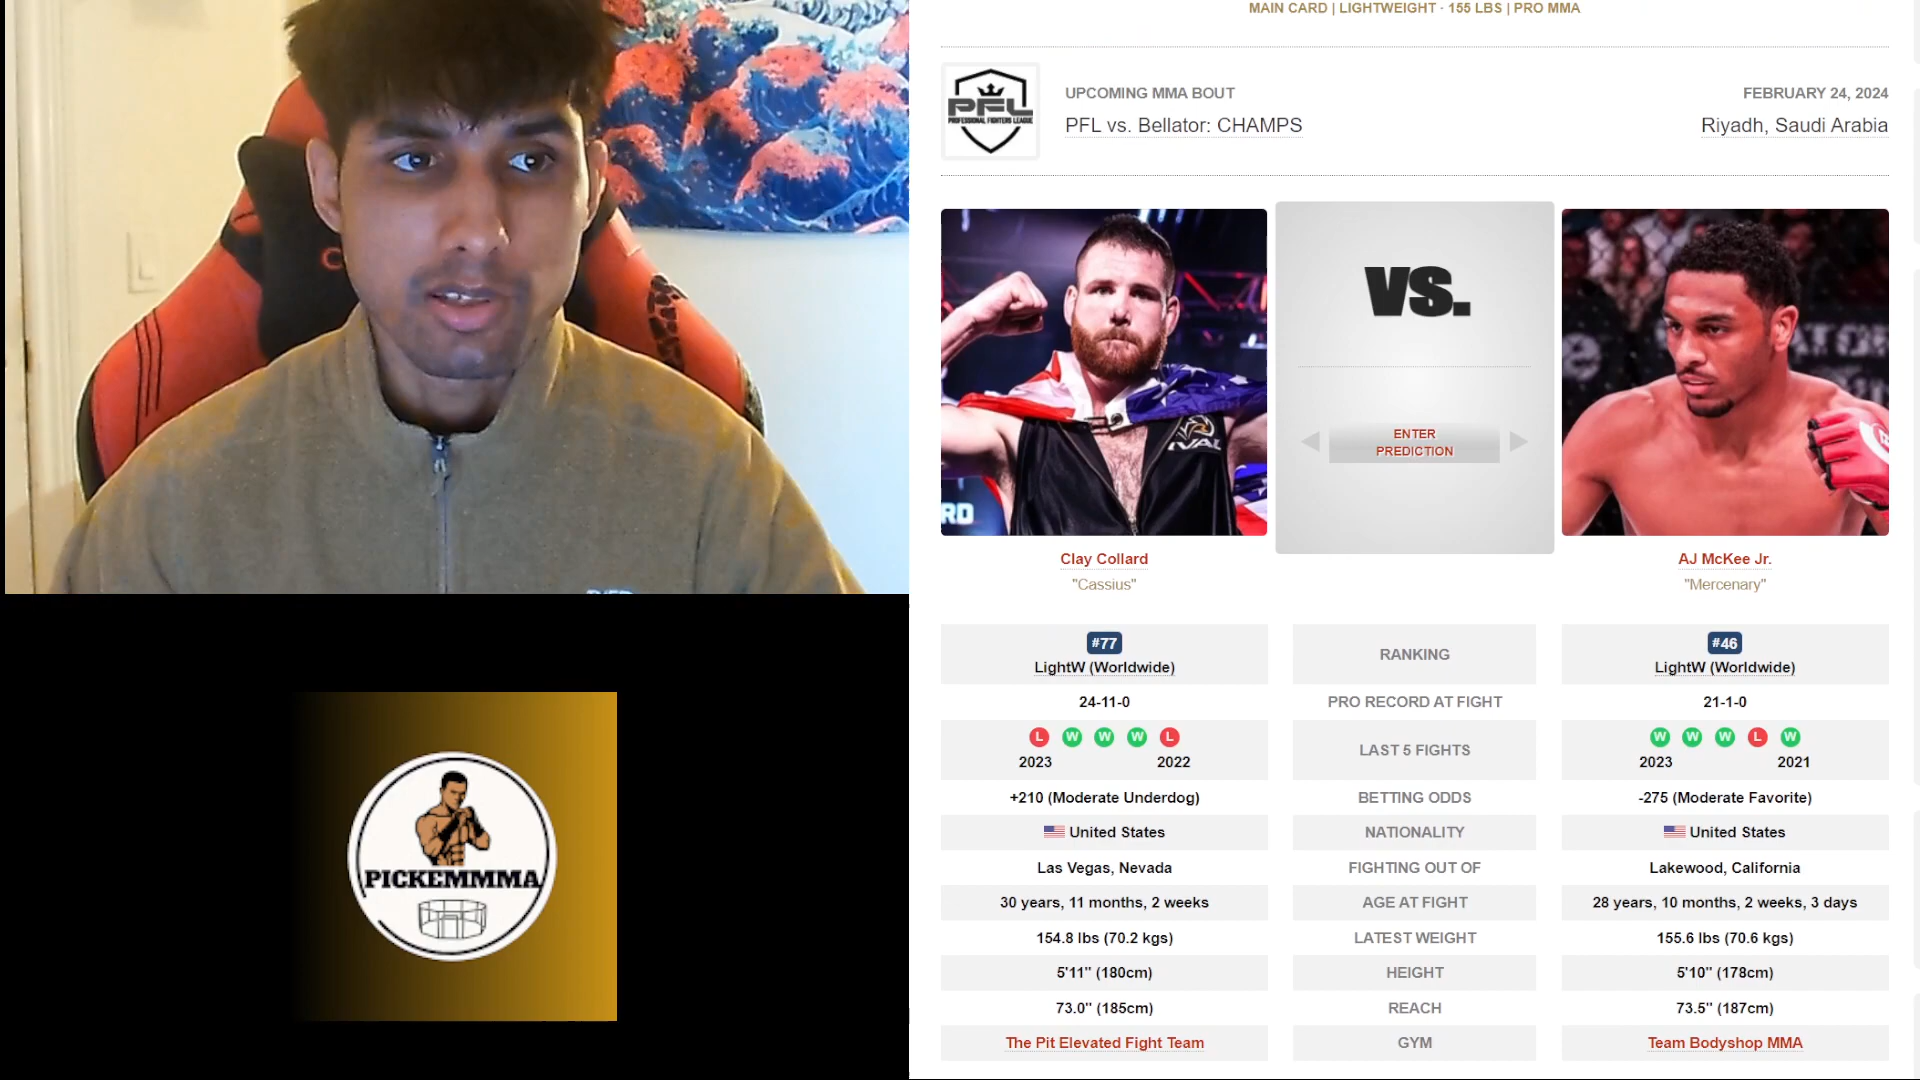 MAIN CARD | LIGHTWEIGHT · 155 LBS | PRO MMA
PFL
PROFESSIONAL FIGHTERS LEAGUE
UPCOMING MMA BOUT
FEBRUARY 24, 2024
PFL vs. Bellator: CHAMPS
Riyadh, Saudi Arabia
VS.
ENTER
PREDICTION
RIVAL
RD
Clay Collard
AJ McKee Jr.
"Cassius"
"Mercenary"
#77
#46
LightW (Worldwide)
RANKING
LightW (Worldwide)
24-11-0
PRO RECORD AT FIGHT
21-1-0
L W W W L
LAST 5 FIGHTS
W W W L W
2023
2022
2023
2021
+210 (Moderate Underdog)
BETTING ODDS
-275 (Moderate Favorite)
United States
NATIONALITY
United States
Las Vegas, Nevada
FIGHTING OUT OF
Lakewood, California
30 years, 11 months, 2 weeks
AGE AT FIGHT
28 years, 10 months, 2 weeks, 3 days
154.8 lbs (70.2 kgs)
LATEST WEIGHT
155.6 lbs (70.6 kgs)
5'11" (180cm)
HEIGHT
5'10" (178cm)
73.0" (185cm)
REACH
73.5" (187cm)
The Pit Elevated Fight Team
GYM
Team Bodyshop MMA
PICKEMMMA